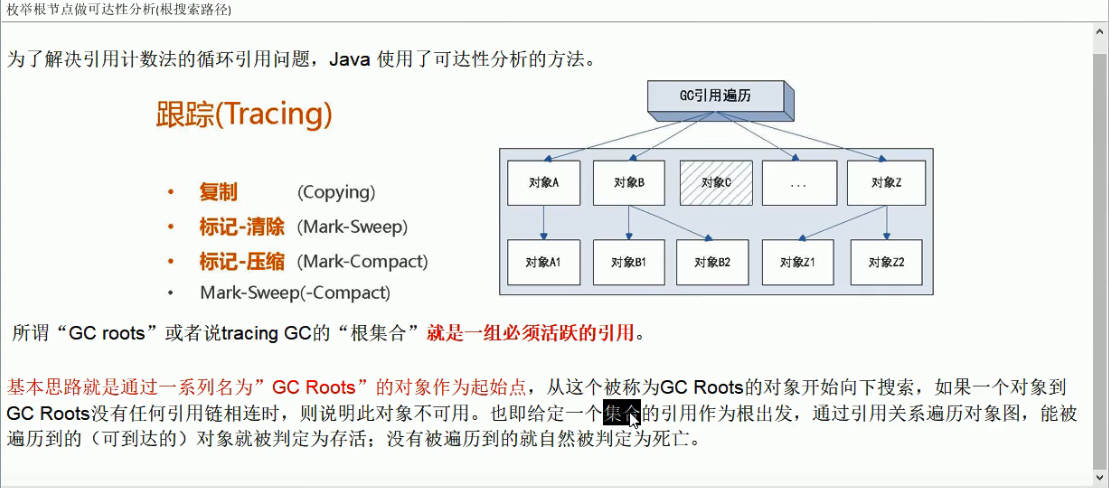 枚举根节点做可达性分析(根搜索路径)
为了解决引用计数法的循环引用问题，Java 使用了可达性分析的方法。
跟踪(Tracing)
• 复制 (Copying)
• 标记-清除 (Mark-Sweep)
• 标记-压缩 (Mark-Compact)
• Mark-Sweep(-Compact)
GC引用遍历
对象A 对象B 对象C ... 对象Z
对象A1 对象B1 对象B2 对象Z1 对象Z2
所谓“GC roots”或者说tracing GC的“根集合”就是一组必须活跃的引用。
基本思路就是通过一系列名为”GC Roots”的对象作为起始点，从这个被称为GC Roots的对象开始向下搜索，如果一个对象到
GC Roots没有任何引用链相连时，则说明此对象不可用。也即给定一个集合的引用作为根出发，通过引用关系遍历对象图，能被
遍历到的（可到达的）对象就被判定为存活；没有被遍历到的就自然被判定为死亡。